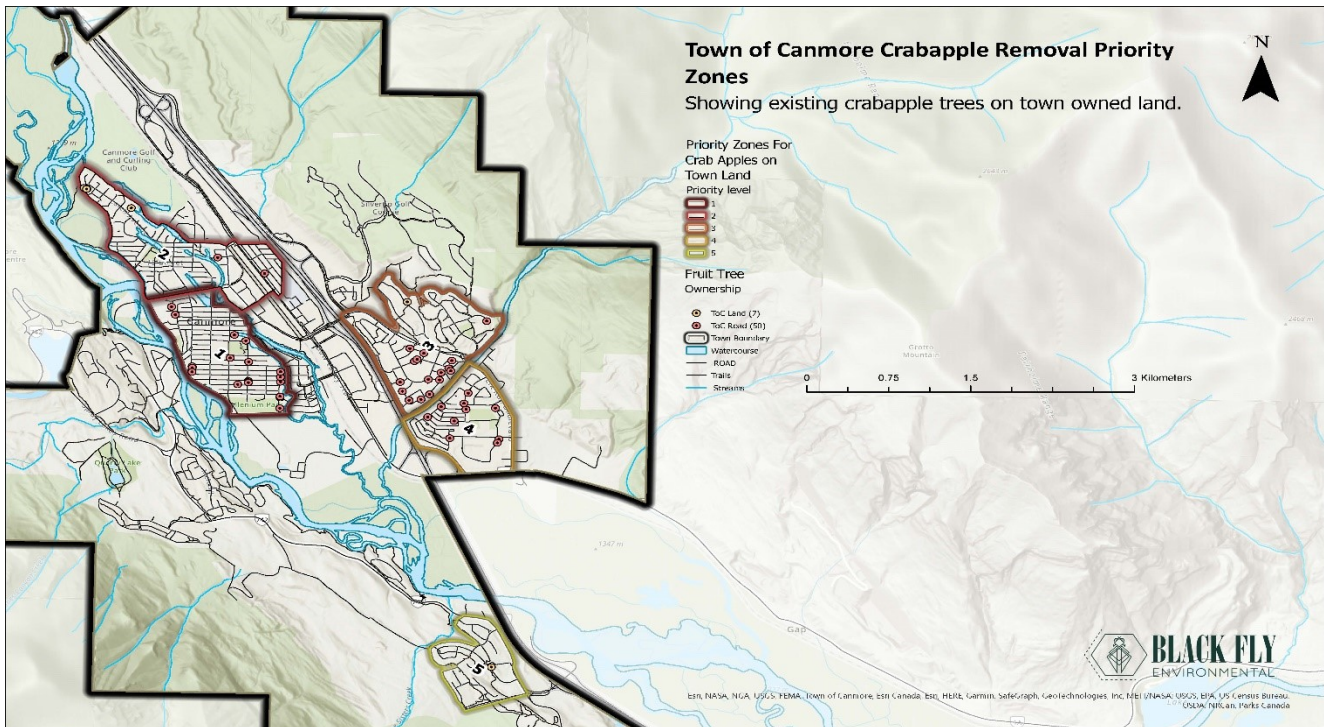 Town of Canmore Crabapple Removal Priority
Zones
Showing existing crabapple trees on town owned land.
N
Priority Zones For
Crab Apples on
Town Land
Priority level
1
2
3
4
5
Fruit Tree
Ownership
ToC Land (7)
ToC Road (50)
Town Boundary
Watercourse
ROAD
Trails
Streams
0 0.75 1.5 3 Kilometers
Canmore Golf
and Curling
Club
Silvertip Golf
Course
2
Canmore
1
3
4
5
1347 m
Grotto
Mountain
Gap
BLACK FLY
ENVIRONMENTAL
Esri, NASA, NGA, USGS, FEMA, Town of Canmore, Esri Canada, Esri, HERE, Garmin, SafeGraph, GeoTechnologies, Inc, METI/NASA, USGS, EPA, US Census Bureau,
USDA, NRCan, Parks Canada